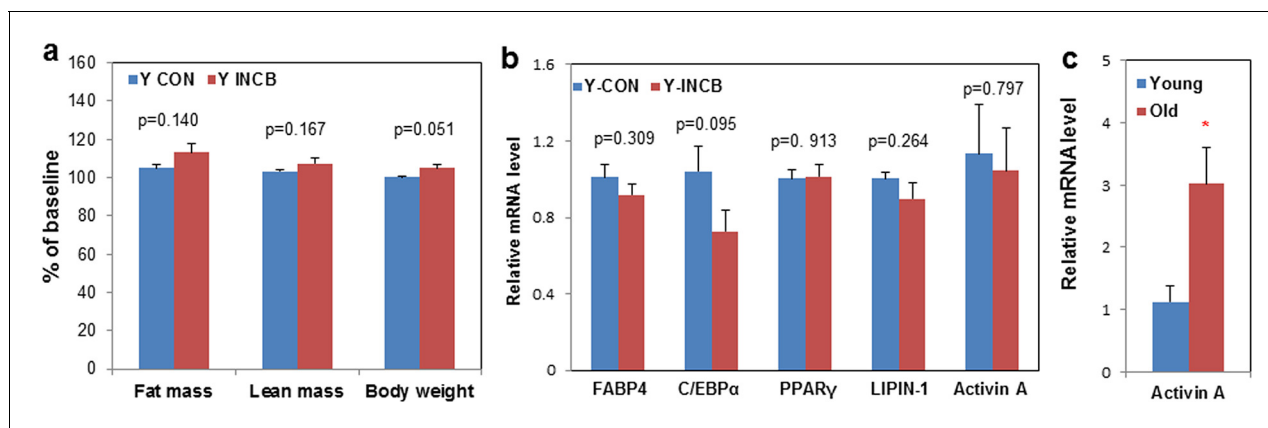 a
160
140
120
100
80
60
40
20
0
% of baseline
Y CON Y INCB
p=0.140
p=0.167
p=0.051
Fat mass Lean mass Body weight
b
1.6
1.2
0.8
0.4
0
Relative mRNA level
Y-CON Y-INCB
p=0.309
p=0.095
p=0. 913
p=0.264
p=0.797
FABP4 C/EBPα PPARγ LIPIN-1 Activin A
c
5
4
3
2
1
0
Relative mRNA level
Young
Old
*
Activin A